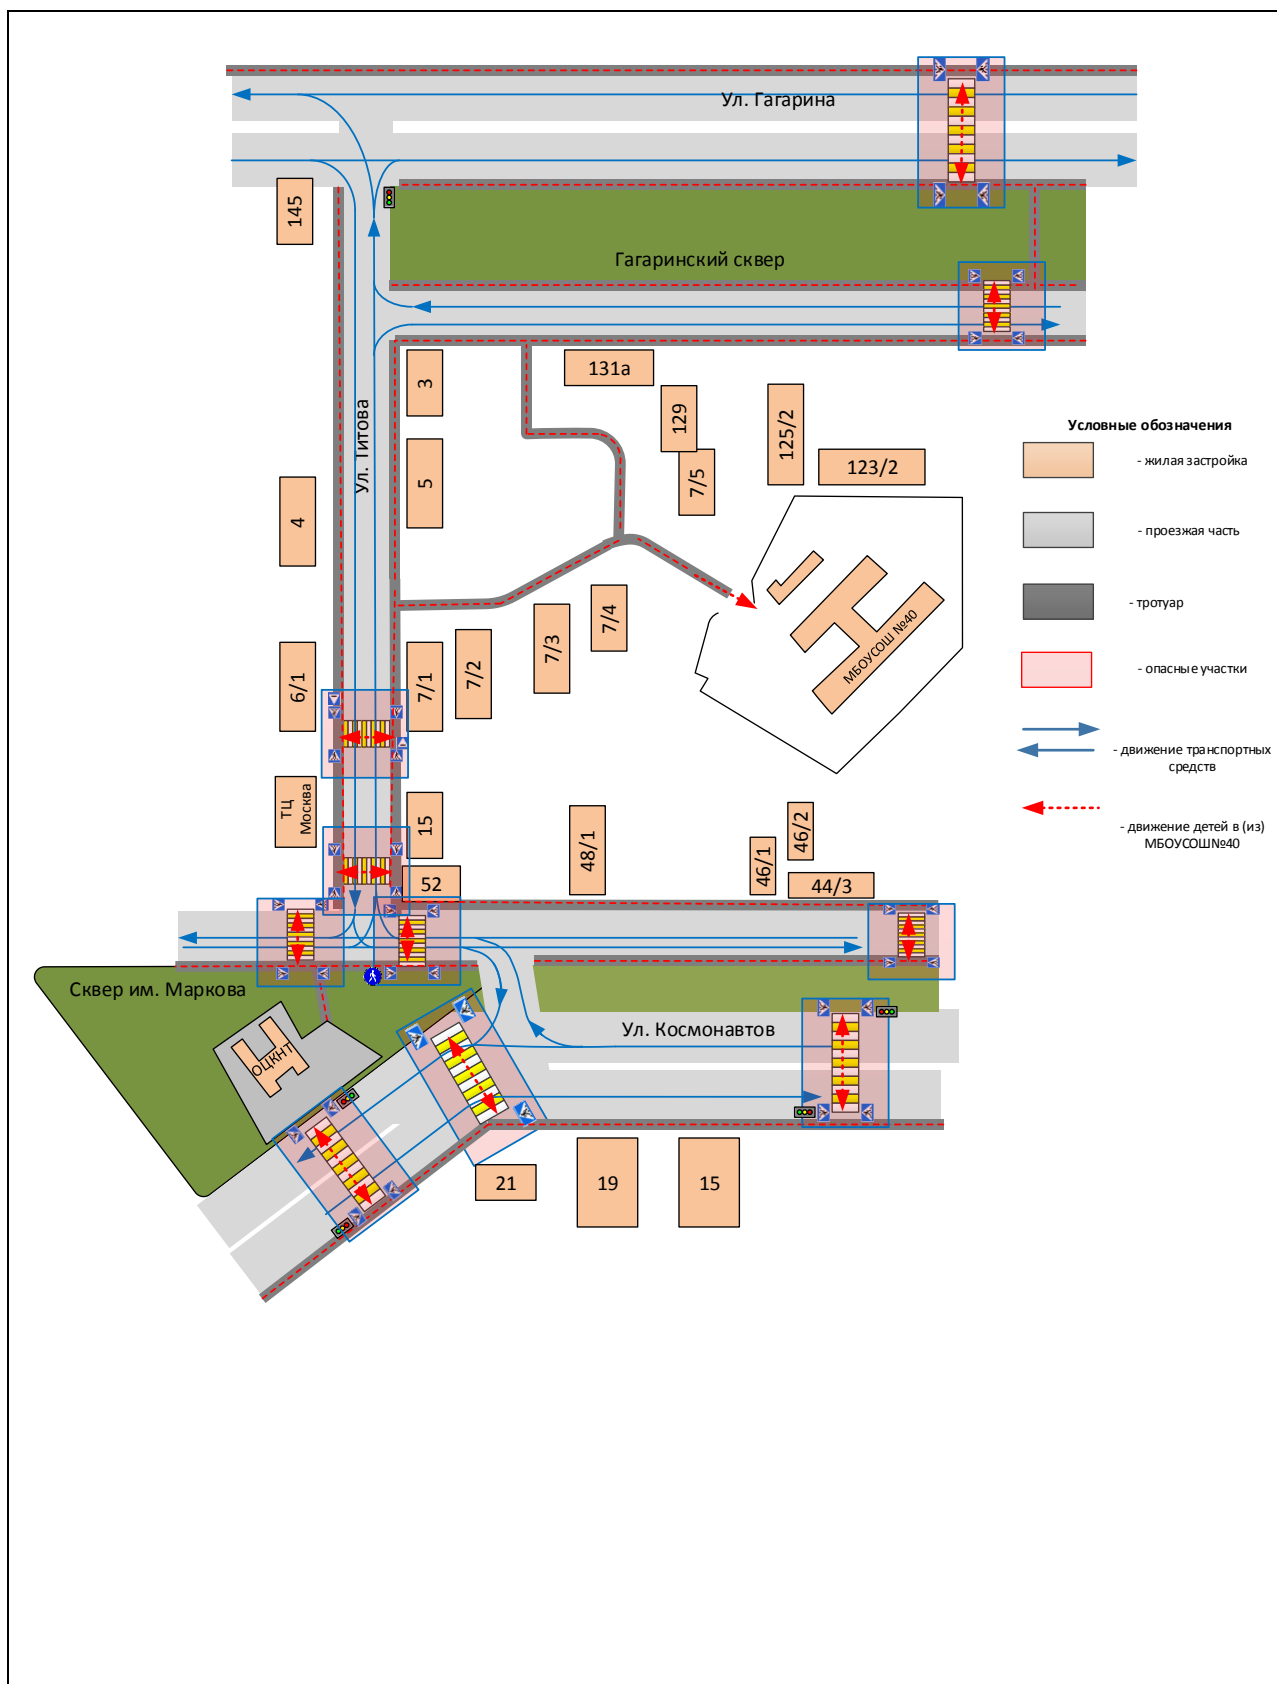 Ул. Гагарина
145
Гагаринский сквер
3
131а
129
125/2
123/2
7/5
Ул. Титова
5
4
7/4
7/3
7/2
7/1
6/1
МБОУСОШ №40
ТЦ
Москва
15
52
48/1
46/1
46/2
44/3
Сквер им. Маркова
ОЦКНТ
Ул. Космонавтов
21
19
15
Условные обозначения
- жилая застройка
- проезжая часть
- тротуар
- опасные участки
- движение транспортных
средств
- движение детей в (из)
МБОУСОШ№40